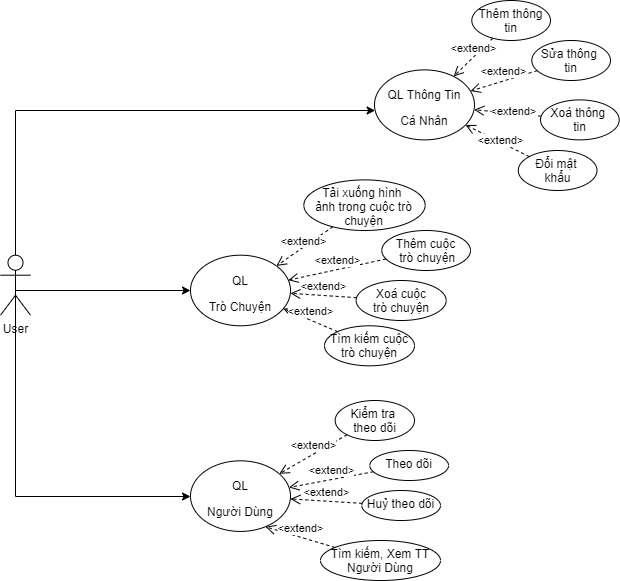 Thêm thông
tin
<extend>
Sửa thông
tin
<extend>
QL Thông Tin
Cá Nhân
<extend>
Xoá thông
tin
<extend>
Đổi mật
khẩu
Tải xuống hình
ảnh trong cuộc trò
chuyện
<extend>
Thêm cuộc
trò chuyện
<extend>
QL
Trò Chuyện
<extend>
Xoá cuộc
trò chuyện
<extend>
Tìm kiếm cuộc
trò chuyện
User
Kiểm tra
theo dõi
<extend>
Theo dõi
<extend>
QL
Người Dùng
<extend>
Huỷ theo dõi
<extend>
Tìm kiếm, Xem TT
Người Dùng